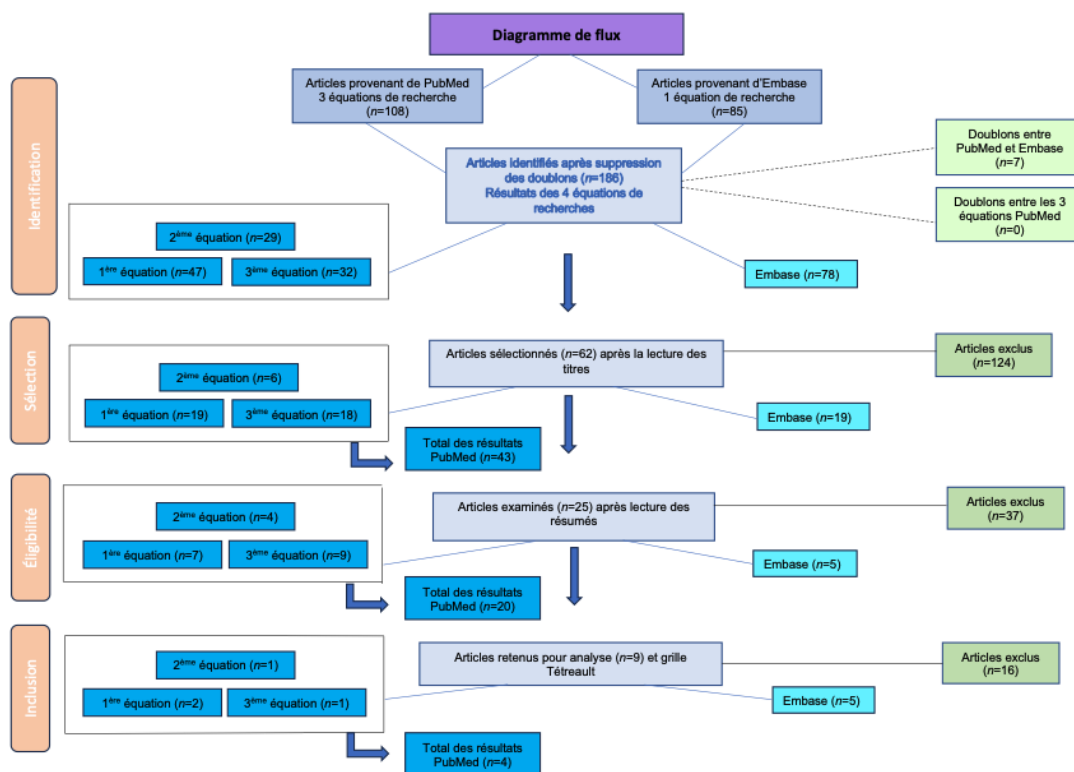 Diagramme de flux
Identification
Articles provenant de PubMed
3 équations de recherche
(n=108)
Articles provenant d'Embase
1 équation de recherche
(n=85)
Articles identifiés après suppression
des doublons (n=186)
Résultats des 4 équations de
recherches
Doublons entre
PubMed et Embase
(n=7)
Doublons entre les 3
équations PubMed
(n=0)
2ème équation (n=29)
1ère équation (n=47)
3ème équation (n=32)
Embase (n=78)
Sélection
Articles sélectionnés (n=62) après la lecture des
titres
Articles exclus
(n=124)
2ème équation (n=6)
1ère équation (n=19)
3ème équation (n=18)
Embase (n=19)
Total des résultats
PubMed (n=43)
Éligibilité
Articles examinés (n=25) après lecture des
résumés
Articles exclus
(n=37)
2ème équation (n=4)
1ère équation (n=7)
3ème équation (n=9)
Embase (n=5)
Total des résultats
PubMed (n=20)
Inclusion
Articles retenus pour analyse (n=9) et grille
Tétreault
Articles exclus
(n=16)
2ème équation (n=1)
1ère équation (n=2)
3ème équation (n=1)
Embase (n=5)
Total des résultats
PubMed (n=4)